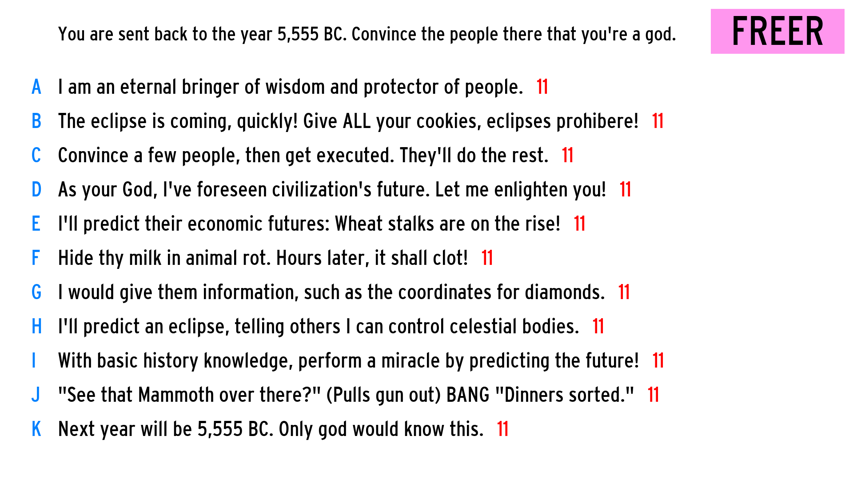 You are sent back to the year 5,555 BC. Convince the people there that you're a god.
FREER
A I am an eternal bringer of wisdom and protector of people. 11
B The eclipse is coming, quickly! Give ALL your cookies, eclipses prohibere! 11
C Convince a few people, then get executed. They'll do the rest. 11
D As your God, I've foreseen civilization's future. Let me enlighten you! 11
E I'll predict their economic futures: Wheat stalks are on the rise! 11
F Hide thy milk in animal rot. Hours later, it shall clot! 11
G I would give them information, such as the coordinates for diamonds. 11
H I'll predict an eclipse, telling others I can control celestial bodies. 11
I With basic history knowledge, perform a miracle by predicting the future! 11
J "See that Mammoth over there?" (Pulls gun out) BANG "Dinners sorted." 11
K Next year will be 5,555 BC. Only god would know this. 11